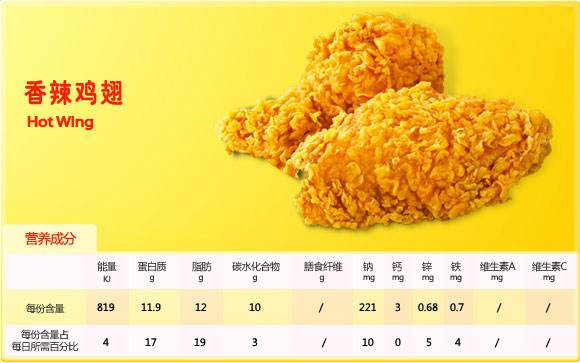 香辣鸡翅
Hot Wing
营养成分
能量 蛋白质 脂肪 碳水化合物 膳食纤维 钠 钙 锌 铁 维生素A 维生素C
KJ g g g g mg mg mg mg mg mg
每份含量 819 11.9 12 10 / 221 3 0.68 0.7 / /
每份含量占
每日所需百分比 4 17 19 3 / 10 0 5 4 / /